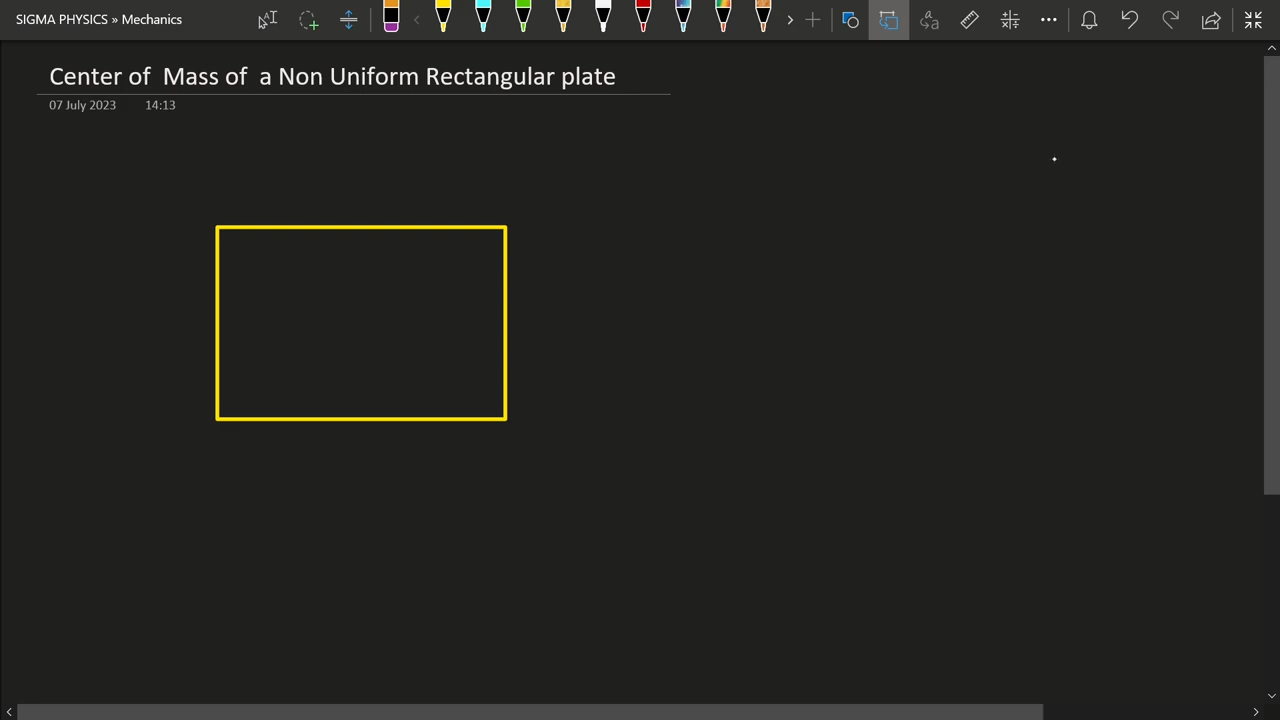 SIGMA PHYSICS » Mechanics
Center of Mass of a Non Uniform Rectangular plate
07 July 2023 14:13